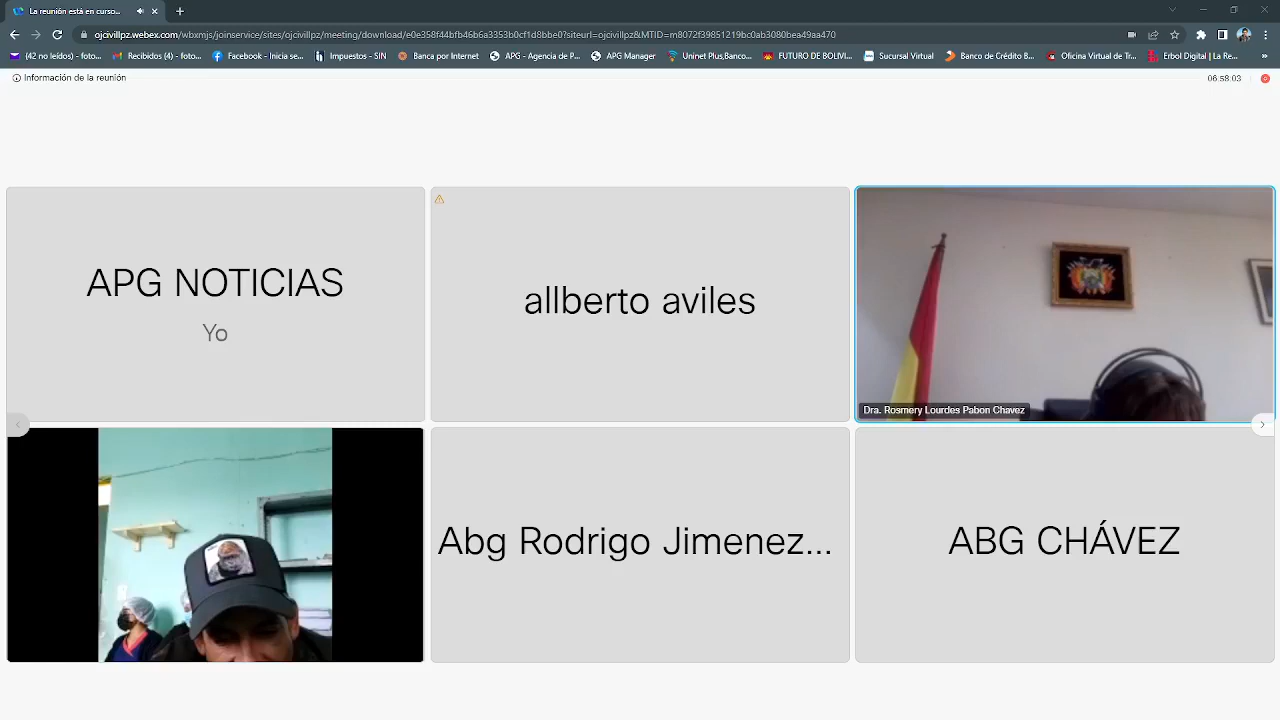 La reunión está en curso...
ojcivillpz.webex.com/wbxmjs/joinservice/sites/ojcivillpz/meeting/download/e0e358f44bfb45b6a33531c0cf1d5be0?siteurl=ojcivillpz&MTID=m8072f39851219bc0ab3080bea49aa470
(42 no leídos) - foto...
Recibidos (4) - foto...
Facebook - Inicia se...
Impuestos - SIN
Banca por Internet
APG - Agencia de P...
APG Manager
Uninet Plus,Banco...
FUTURO DE BOLIVI...
Sucursal Virtual
Banco de Crédito B...
Oficina Virtual de Tr...
Erbol Digital | La Re...
»
Información de la reunión
06:58:03
APG NOTICIAS
Yo
allberto aviles
Dra. Rosmery Lourdes Pabon Chavez
Abg Rodrigo Jimenez...
ABG CHÁVEZ